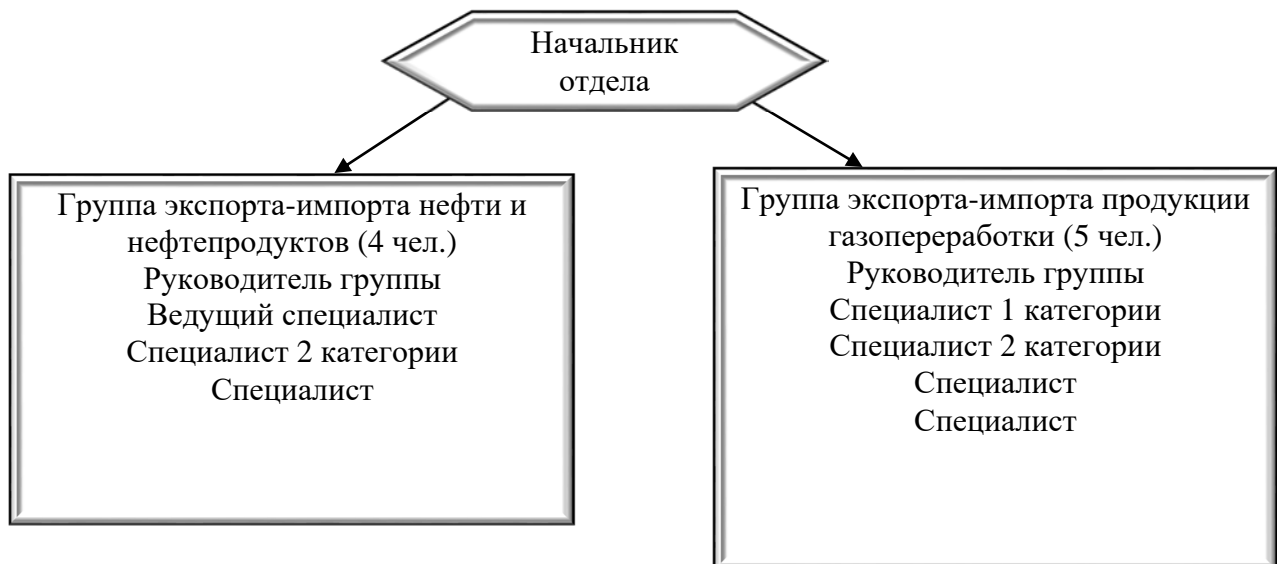 Начальник
отдела
Группа экспорта-импорта нефти и
нефтепродуктов (4 чел.)
Руководитель группы
Ведущий специалист
Специалист 2 категории
Специалист
Группа экспорта-импорта продукции
газопереработки (5 чел.)
Руководитель группы
Специалист 1 категории
Специалист 2 категории
Специалист
Специалист